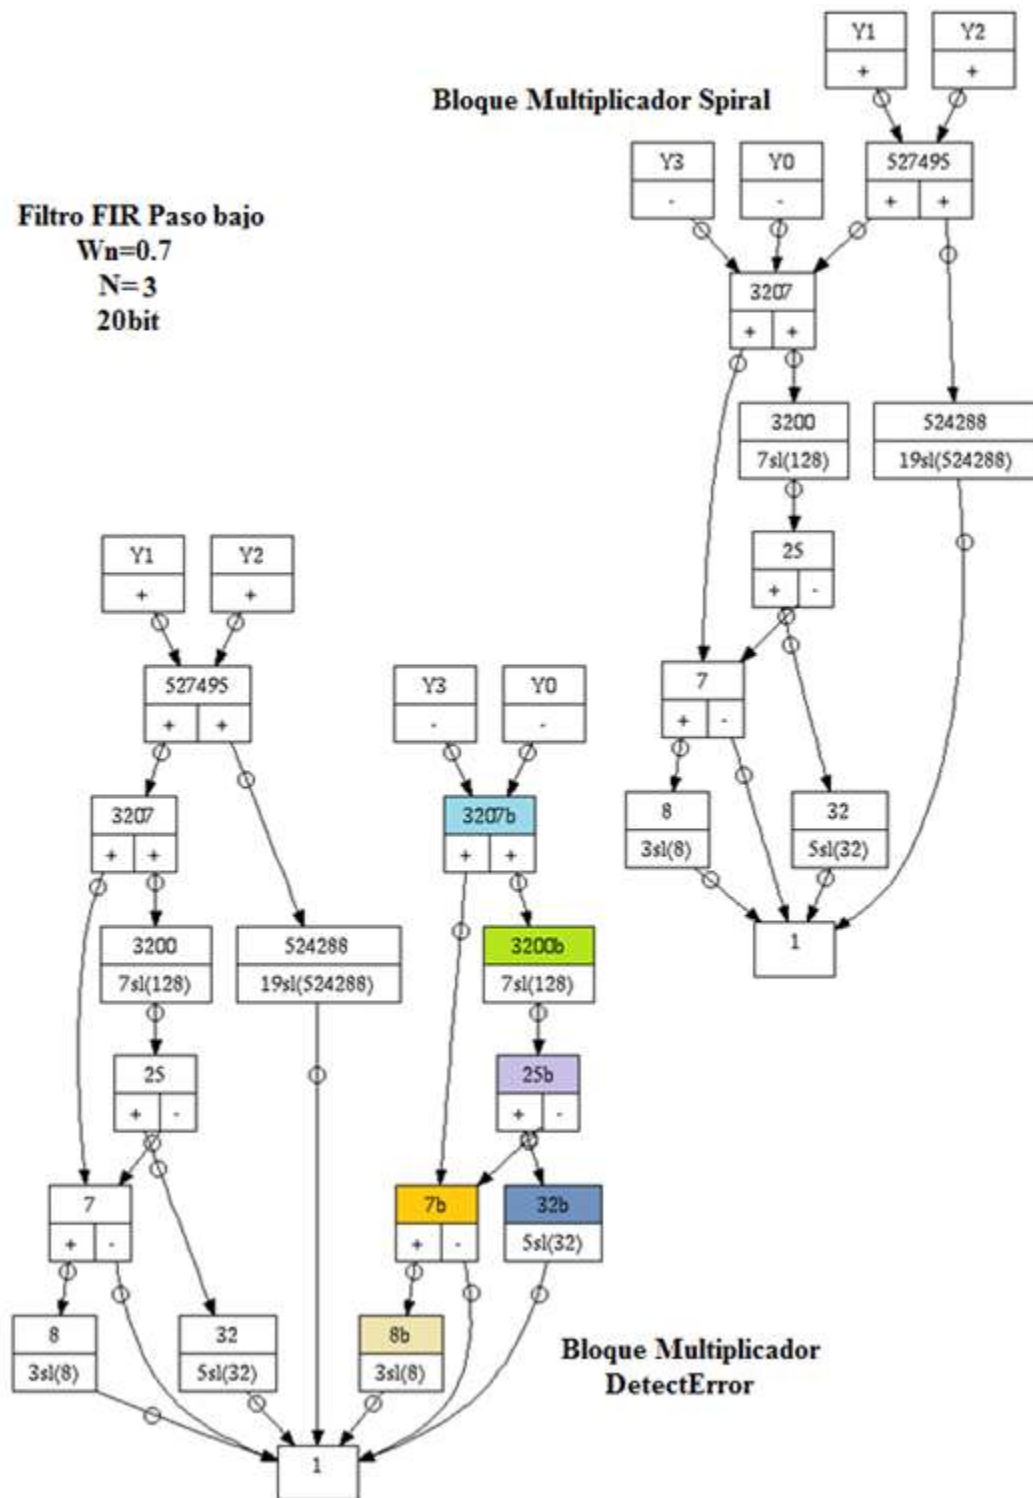 Y1 Y2
+ +
Bloque Multiplicador Spiral
Y3 Y0 527495
- - + +
Filtro FIR Paso bajo
Wn=0.7
N=3
20bit
3207
+ +
3200 524288
7sl(128) 19sl(524288)
25
+ -
7
+ -
8 32
3sl(8) 5sl(32)
1
Y1 Y2
+ +
527495 Y3 Y0
+ + - -
3207 3207b
+ + + +
3200 524288 3200b
7sl(128) 19sl(524288) 7sl(128)
25 25b
+ - + -
7 7b 32b
+ - + - 5sl(32)
8 32 8b
3sl(8) 5sl(32) 3sl(8)
Bloque Multiplicador
DetectError
1